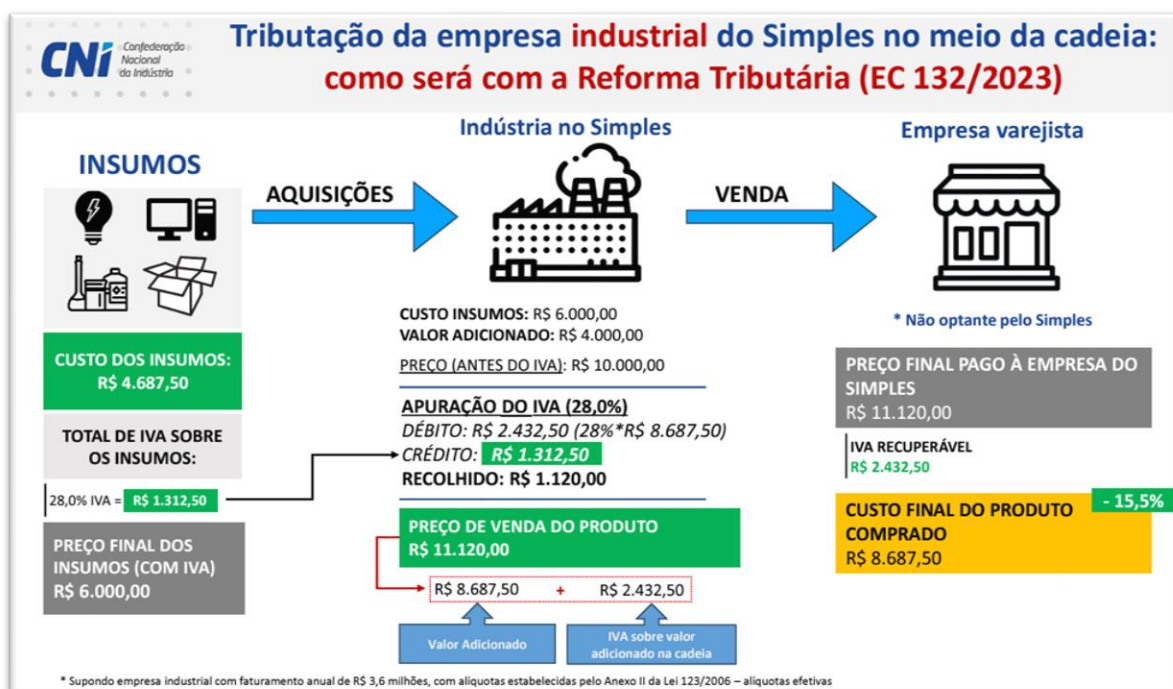 CNI Confederação
Nacional
da Indústria
Tributação da empresa industrial do Simples no meio da cadeia:
como será com a Reforma Tributária (EC 132/2023)
INSUMOS
CUSTO DOS INSUMOS:
R$ 4.687,50
TOTAL DE IVA SOBRE
OS INSUMOS:
28,0% IVA = R$ 1.312,50
PREÇO FINAL DOS
INSUMOS (COM IVA)
R$ 6.000,00
AQUISIÇÕES
Indústria no Simples
CUSTO INSUMOS: R$ 6.000,00
VALOR ADICIONADO: R$ 4.000,00
PREÇO (ANTES DO IVA): R$ 10.000,00
APURAÇÃO DO IVA (28,0%)
DÉBITO: R$ 2.432,50 (28%*R$ 8.687,50)
CRÉDITO: R$ 1.312,50
RECOLHIDO: R$ 1.120,00
PREÇO DE VENDA DO PRODUTO
R$ 11.120,00
R$ 8.687,50 + R$ 2.432,50
Valor Adicionado
IVA sobre valor
adicionado na cadeia
VENDA
Empresa varejista
* Não optante pelo Simples
PREÇO FINAL PAGO À EMPRESA DO
SIMPLES
R$ 11.120,00
IVA RECUPERÁVEL
R$ 2.432,50
- 15,5%
CUSTO FINAL DO PRODUTO
COMPRADO
R$ 8.687,50
* Supondo empresa industrial com faturamento anual de R$ 3,6 milhões, com alíquotas estabelecidas pelo Anexo II da Lei 123/2006 – alíquotas efetivas